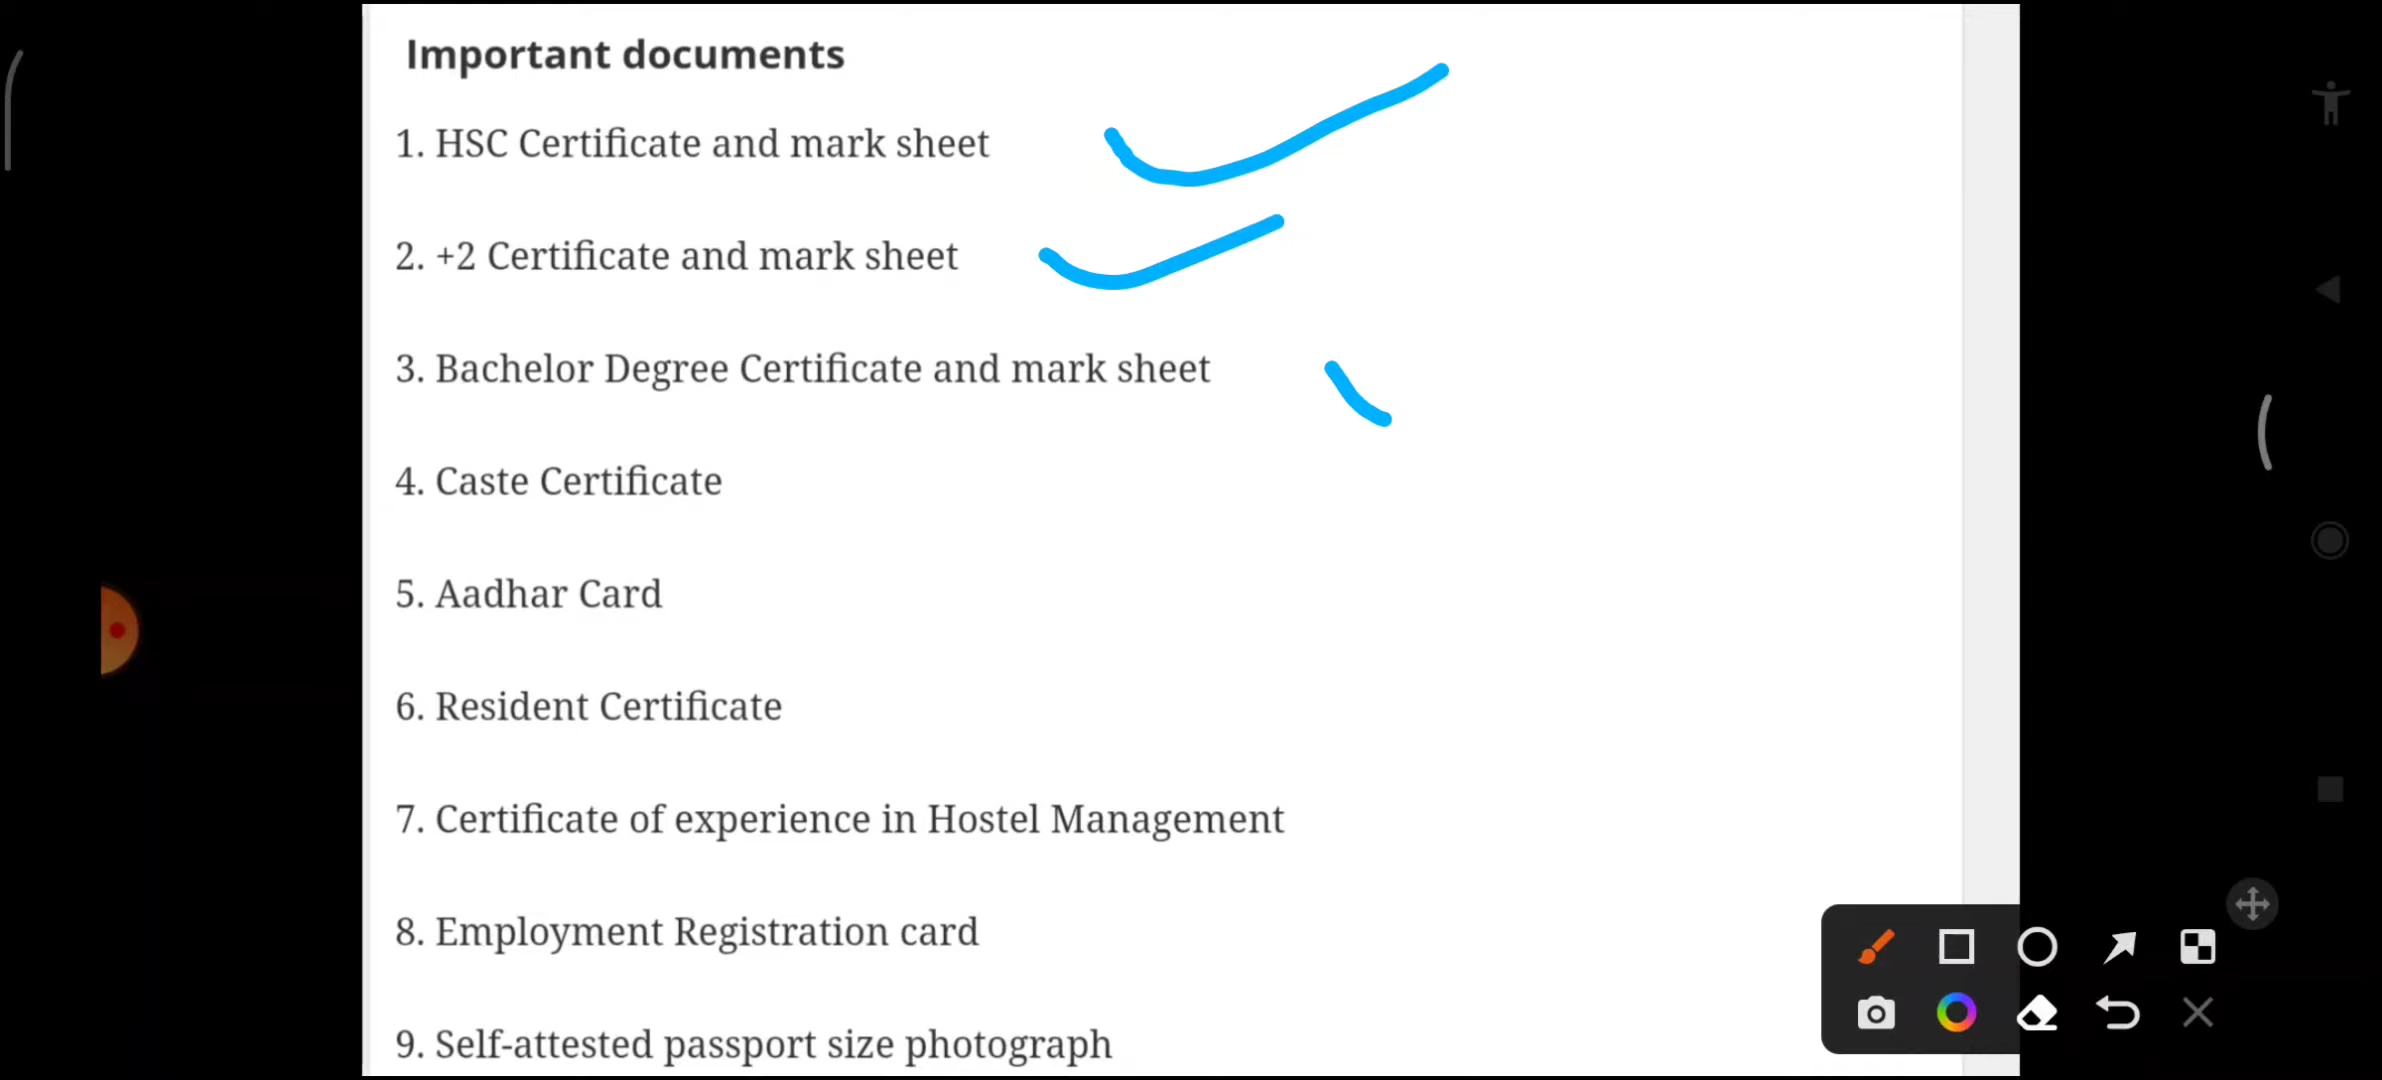 Important documents
1. HSC Certificate and mark sheet
2. +2 Certificate and mark sheet
3. Bachelor Degree Certificate and mark sheet
4. Caste Certificate
5. Aadhar Card
6. Resident Certificate
7. Certificate of experience in Hostel Management
8. Employment Registration card
9. Self-attested passport size photograph